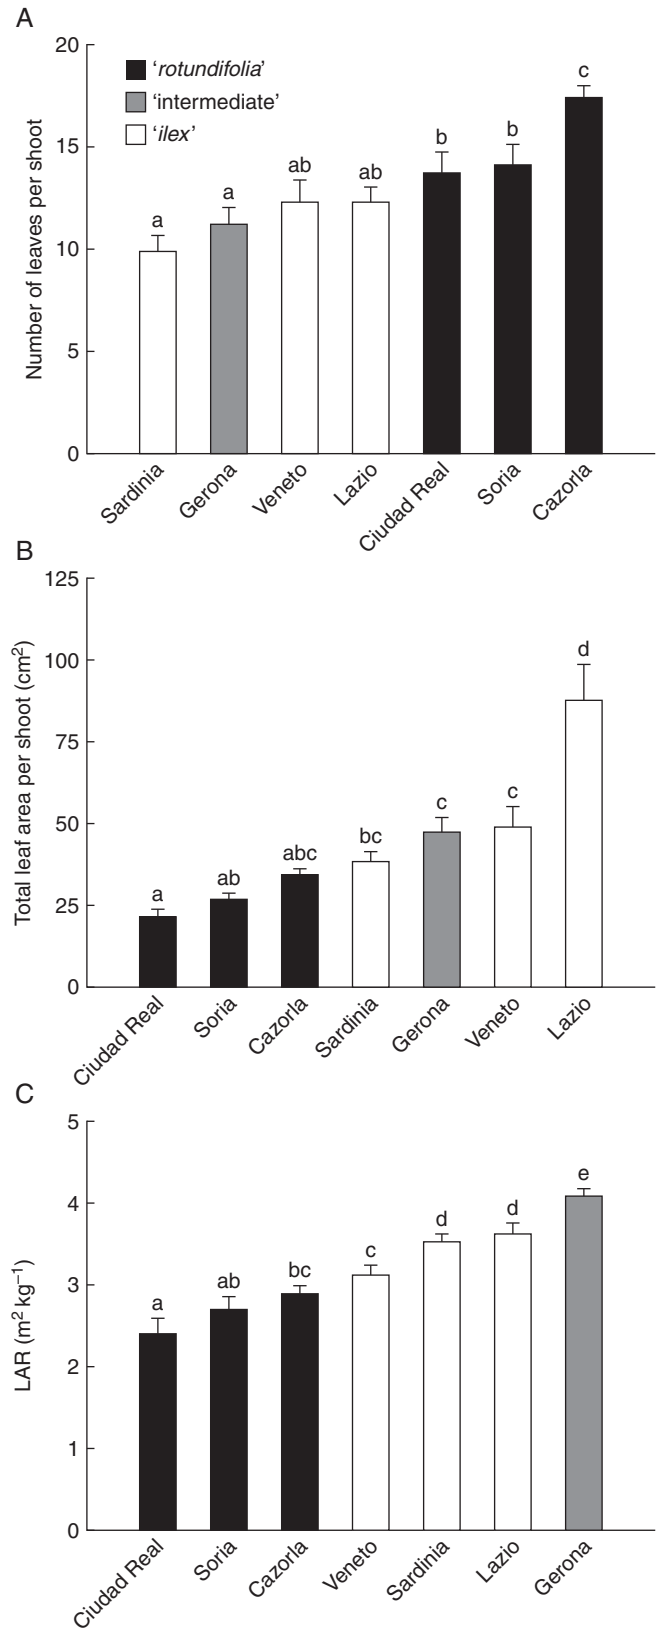 A
Number of leaves per shoot
20
15
10
5
0
'rotundifolia'
'intermediate'
'ilex'
a
a
ab
ab
b
b
c
Sardinia
Gerona
Veneto
Lazio
Ciudad Real
Soria
Cazorla
B
Total leaf area per shoot (cm²)
125
100
75
50
25
0
a
ab
abc
bc
c
c
d
Ciudad Real
Soria
Cazorla
Sardinia
Gerona
Veneto
Lazio
C
LAR (m² kg⁻¹)
5
4
3
2
1
0
a
ab
bc
c
d
d
e
Ciudad Real
Soria
Cazorla
Veneto
Sardinia
Lazio
Gerona